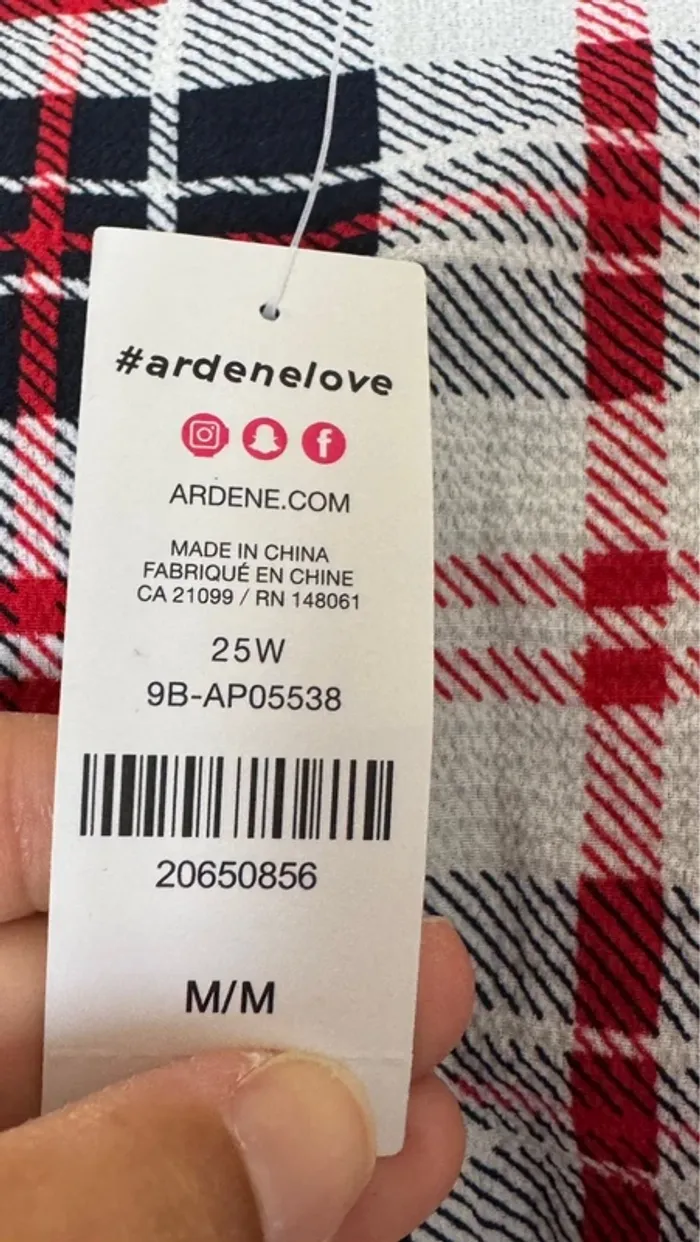 #ardenelove
ARDENE.COM
MADE IN CHINA
FABRIQUÉ EN CHINE
CA 21099 / RN 148061
25W
9B-AP05538
20650856
M/M